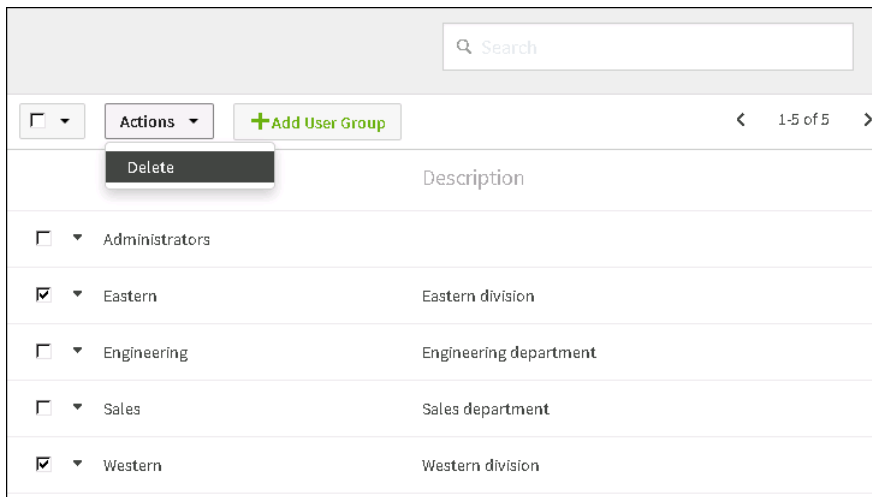 Search
Actions
+Add User Group
1-5 of 5
Delete
Description
Administrators
Eastern Eastern division
Engineering Engineering department
Sales Sales department
Western Western division